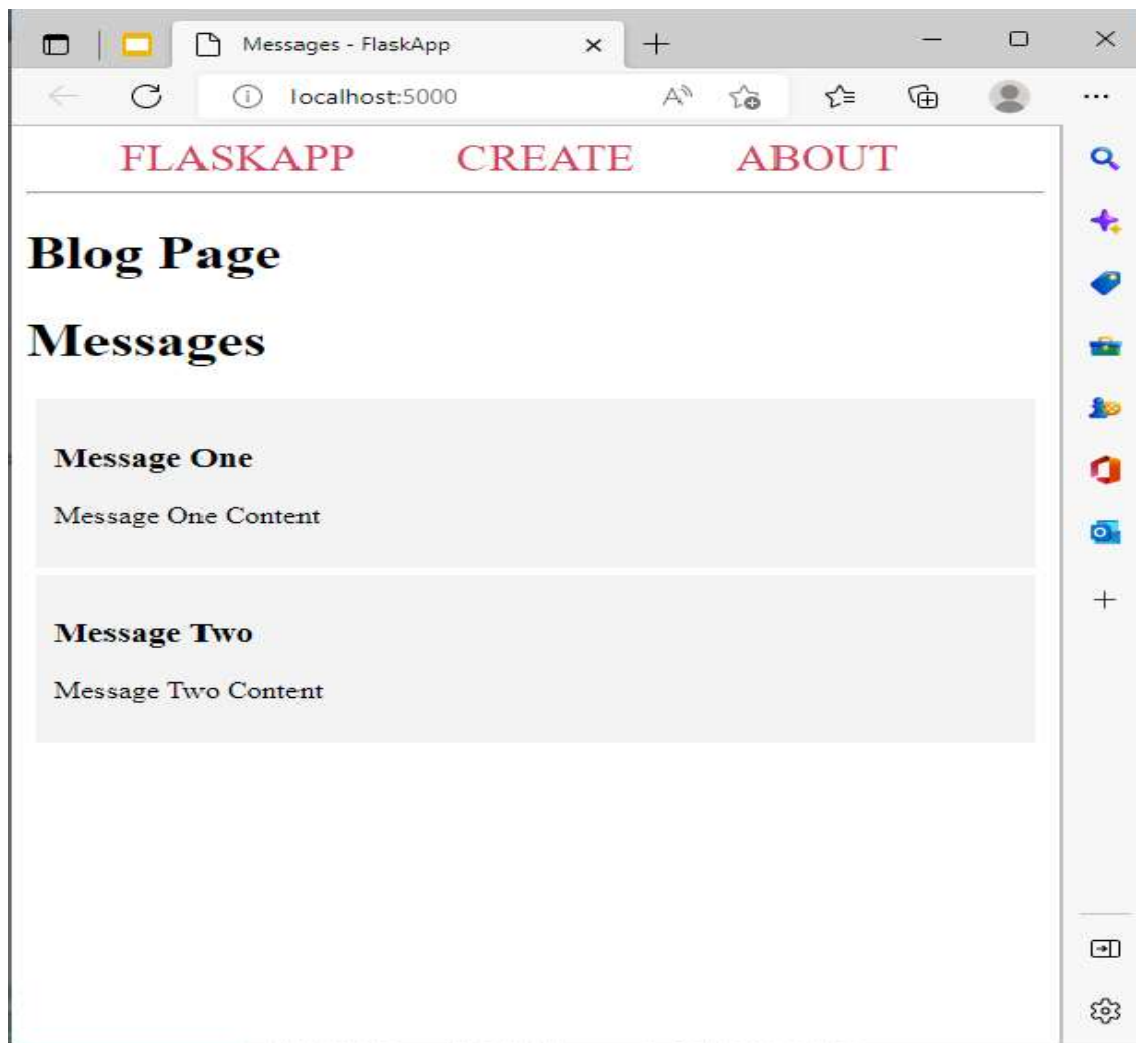 Messages - FlaskApp
localhost:5000
FLASKAPP CREATE ABOUT
Blog Page
Messages
Message One
Message One Content
Message Two
Message Two Content